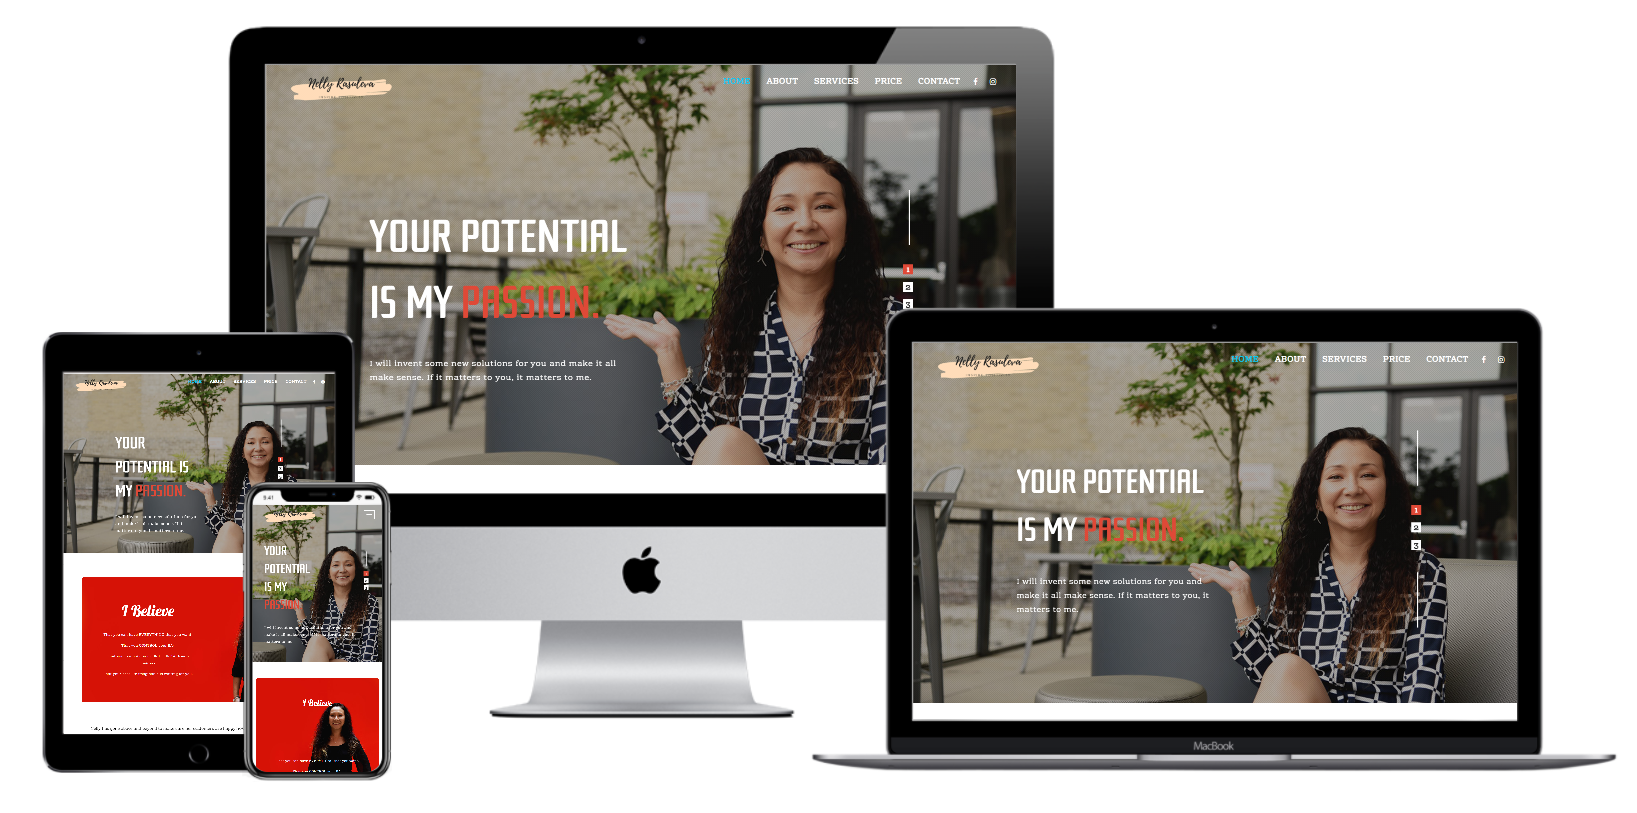 Nelly Rasuleva
HOME ABOUT SERVICES PRICE CONTACT
YOUR POTENTIAL
IS MY PASSION.
I will invent some new solutions for you and make it all
make sense. If it matters to you, it matters to me.
1
2
3
Nelly Rasuleva
HOME ABOUT SERVICES PRICE CONTACT
YOUR
POTENTIAL IS
MY PASSION.
1
I Believe
9:41
Nelly Rasuleva
YOUR
POTENTIAL
IS MY
PASSION.
I Believe
Nelly Rasuleva
HOME ABOUT SERVICES PRICE CONTACT
YOUR POTENTIAL
IS MY PASSION.
I will invent some new solutions for you and
make it all make sense. If it matters to you, it
matters to me.
1
2
3
MacBook